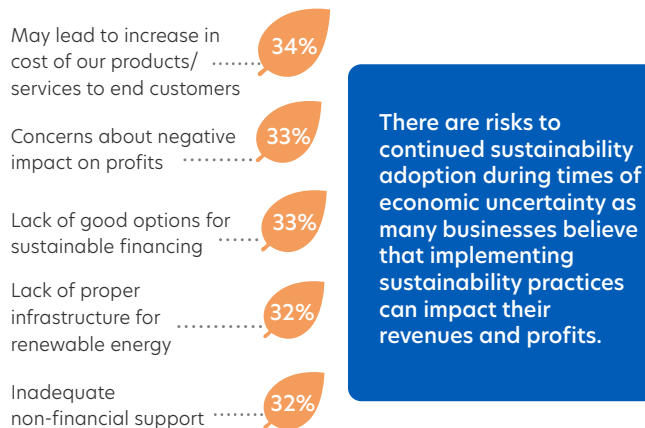 May lead to increase in
cost of our products/
services to end customers
34%
Concerns about negative
impact on profits
33%
Lack of good options for
sustainable financing
33%
Lack of proper
infrastructure for
renewable energy
32%
Inadequate
non-financial support
32%
There are risks to
continued sustainability
adoption during times of
economic uncertainty as
many businesses believe
that implementing
sustainability practices
can impact their
revenues and profits.